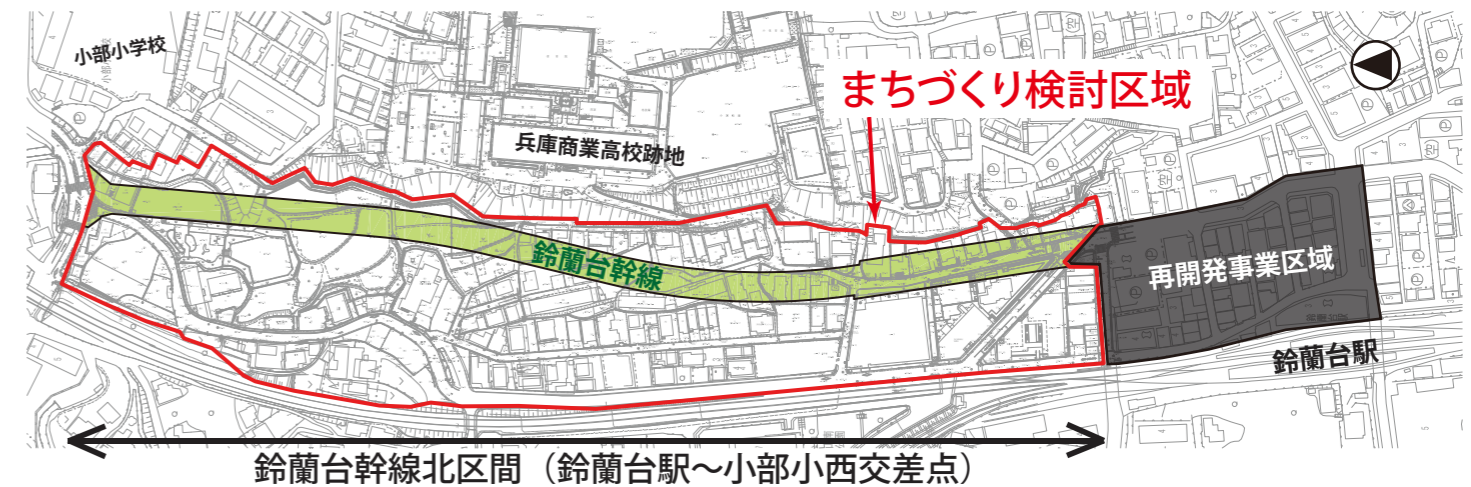 小部小学校
まちづくり検討区域
兵庫商業高校跡地
鈴蘭台幹線
再開発事業区域
鈴蘭台駅
鈴蘭台幹線北区間（鈴蘭台駅～小部小西交差点）